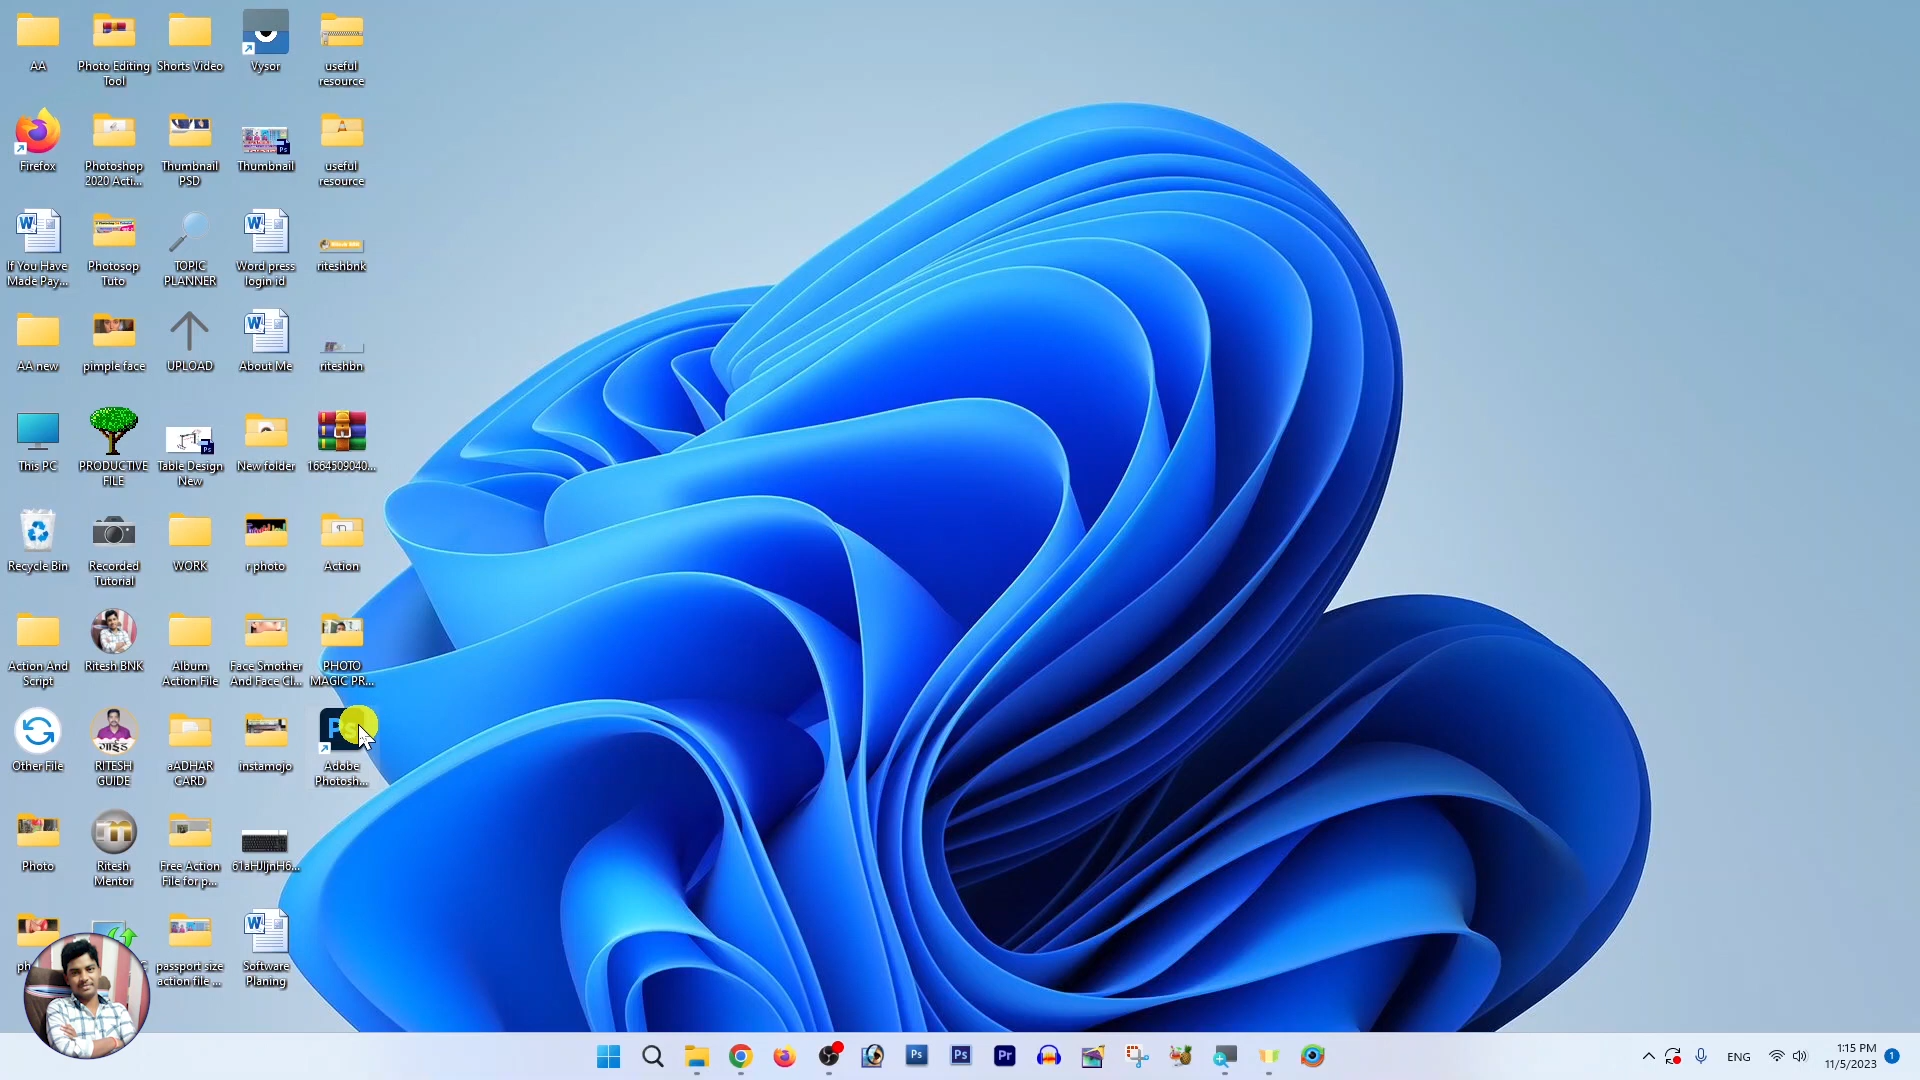 AA
Photo Editing
Tool
Shorts Video
Vysor
useful
resource
Firefox
Photoshop
2020 Acti...
Thumbnail
PSD
Thumbnail
useful
resource
If You Have
Made Pay...
Photosop
Tuto
TOPIC
PLANNER
Word press
login id
riteshbnk
AA new
pimple face
UPLOAD
About Me
riteshbn
This PC
PRODUCTIVE
FILE
Table Design
New
New folder
1664509040...
Recycle Bin
Recorded
Tutorial
WORK
r photo
Action
Action And
Script
Ritesh BNK
Album
Action File
Face Smother
And Face Cl...
PHOTO
MAGIC PR...
Other File
RITESH
GUIDE
aADHAR
CARD
instamojo
Adobe
Photosh...
Photo
Ritesh
Mentor
Free Action
File for p...
61aHJJjnH6...
passport size
action file ...
Software
Planing
ENG
1:15 PM
11/5/2023
1